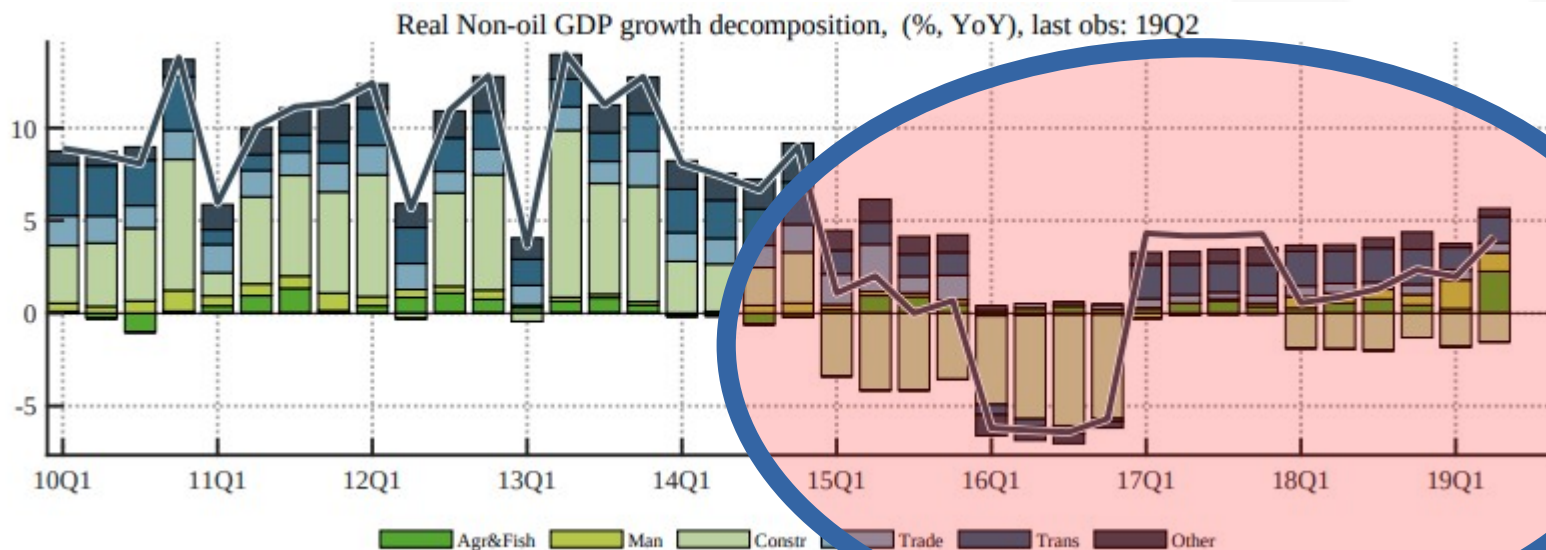 Real Non-oil GDP growth decomposition, (%, YoY), last obs: 19Q2
10
5
0
-5
10Q1 11Q1 12Q1 13Q1 14Q1 15Q1 16Q1 17Q1 18Q1 19Q1
Agr&Fish Man Constr Trade Trans Other